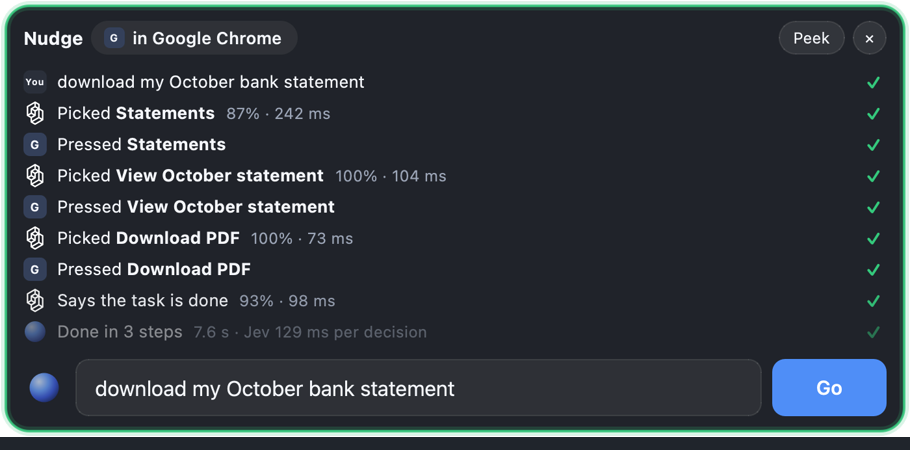 Nudge G in Google Chrome Peek ×
You download my October bank statement ✓
Picked Statements 87% · 242 ms ✓
G Pressed Statements ✓
Picked View October statement 100% · 104 ms ✓
G Pressed View October statement ✓
Picked Download PDF 100% · 73 ms ✓
G Pressed Download PDF ✓
Says the task is done 93% · 98 ms ✓
Done in 3 steps 7.6 s · Jev 129 ms per decision ✓
download my October bank statement Go